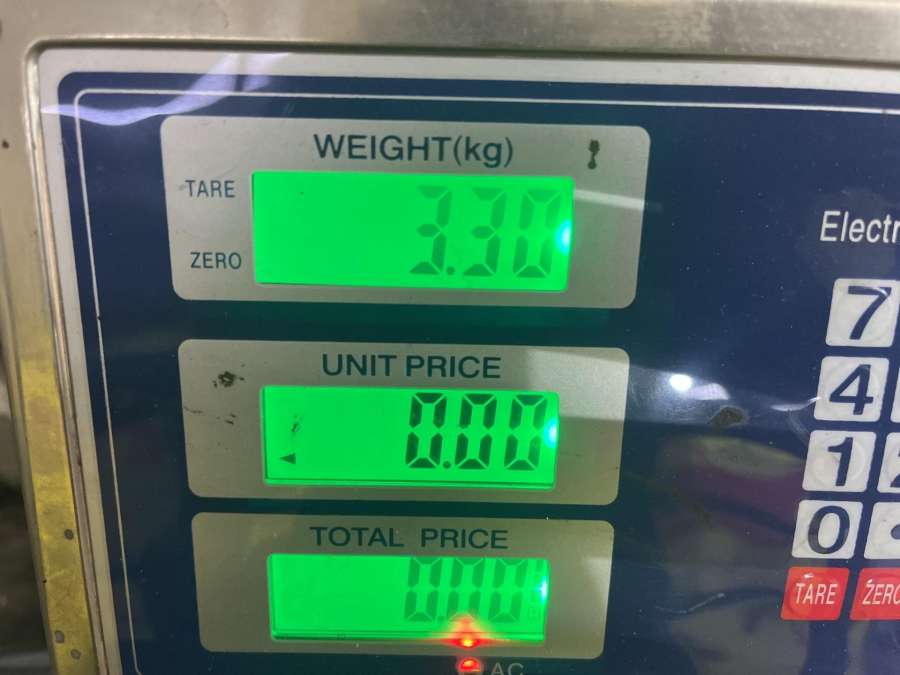 WEIGHT(kg)
TARE
3.30
ZERO
Electr
UNIT PRICE
0.00
7
4
1
TOTAL PRICE
0.00
0
TARE
ZERO
AC